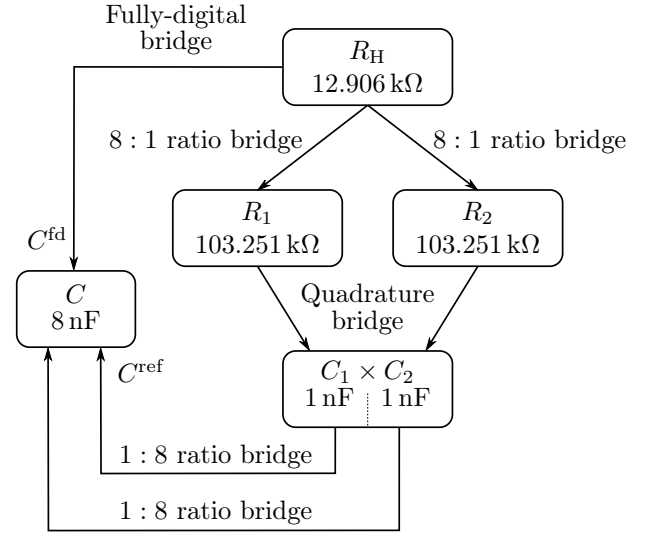 Fully-digital
bridge
R_H
12.906 kΩ
8 : 1 ratio bridge
8 : 1 ratio bridge
R_1
103.251 kΩ
R_2
103.251 kΩ
C^fd
C
8 nF
Quadrature
bridge
C^ref
C_1 × C_2
1 nF 1 nF
1 : 8 ratio bridge
1 : 8 ratio bridge